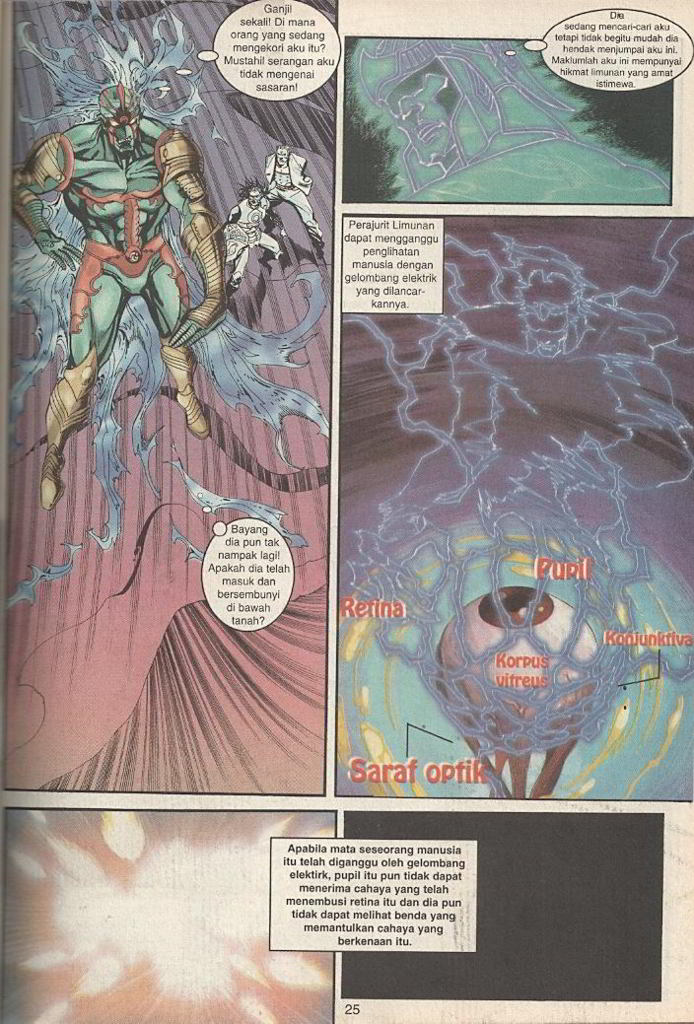 Ganjil
sekali! Di mana
orang yang sedang
mengekori aku itu?
Mustahil serangan aku
tidak mengenai
sasaran!
Bayang
dia pun tak
nampak lagi!
Apakah dia telah
masuk dan
bersembunyi
di bawah
tanah?
Dia
sedang mencari-cari aku
tetapi tidak begitu mudah dia
hendak menjumpai aku ini.
Maklumlah aku ini mempunyai
hikmat limunan yang amat
istimewa.
Perajurit Limunan
dapat mengganggu
penglihatan
manusia dengan
gelombang elektrik
yang dilancar-
kannya.
Pupil
Retina
Konjunktiva
Korpus
vitreus
Saraf optik
Apabila mata seseorang manusia
itu telah diganggu oleh gelombang
elektirk, pupil itu pun tidak dapat
menerima cahaya yang telah
menembusi retina itu dan dia pun
tidak dapat melihat benda yang
memantulkan cahaya yang
berkenaan itu.
25